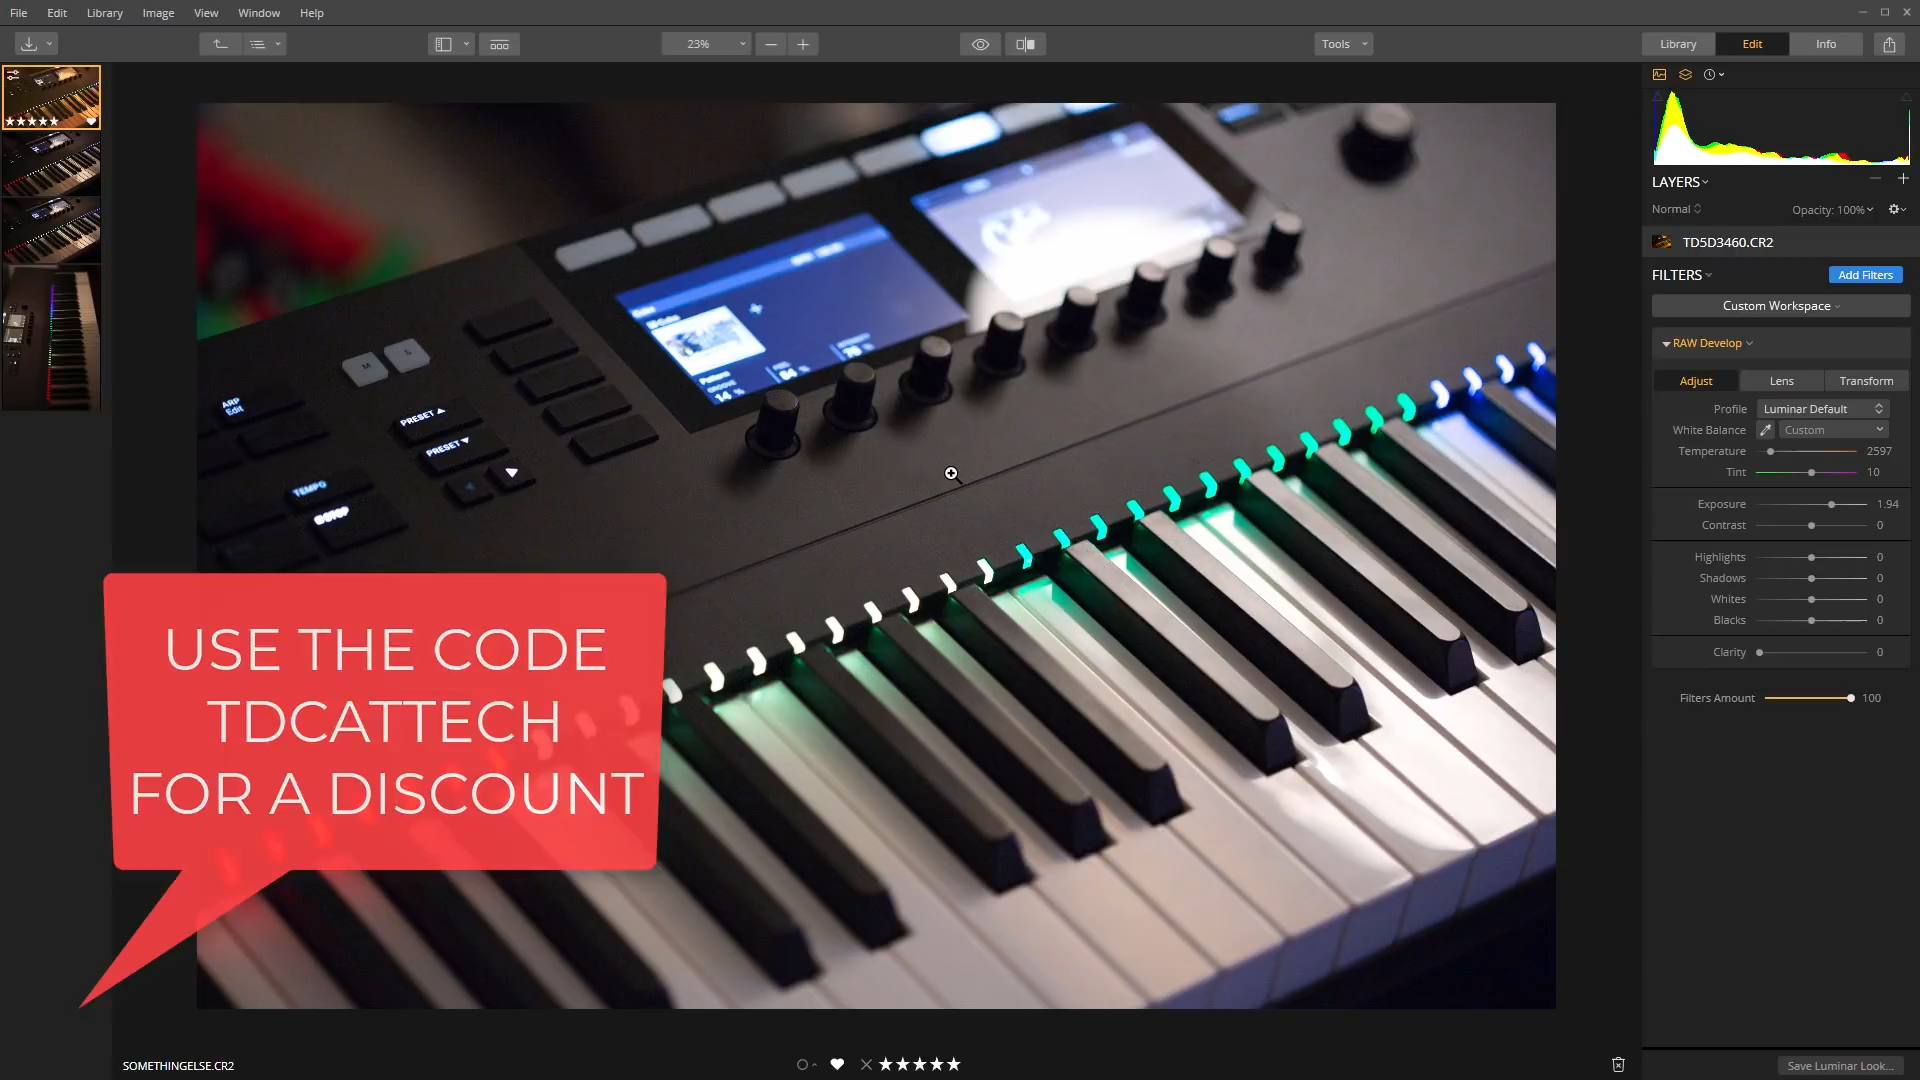 File Edit Library Image View Window Help
23%
Tools
Library Edit Info
LAYERS
Normal Opacity: 100%
TD5D3460.CR2
FILTERS Add Filters
Custom Workspace
RAW Develop
Adjust Lens Transform
Profile Luminar Default
White Balance Custom
Temperature 2597
Tint 10
Exposure 1.94
Contrast 0
Highlights 0
Shadows 0
Whites 0
Blacks 0
Clarity 0
Filters Amount 100
Save Luminar Look...
M S
ARP
Edit
PRESET
PRESET
TEMPO
STOP
Pattern
14 %
USE THE CODE
TDCATTECH
FOR A DISCOUNT
SOMETHINGELSE.CR2